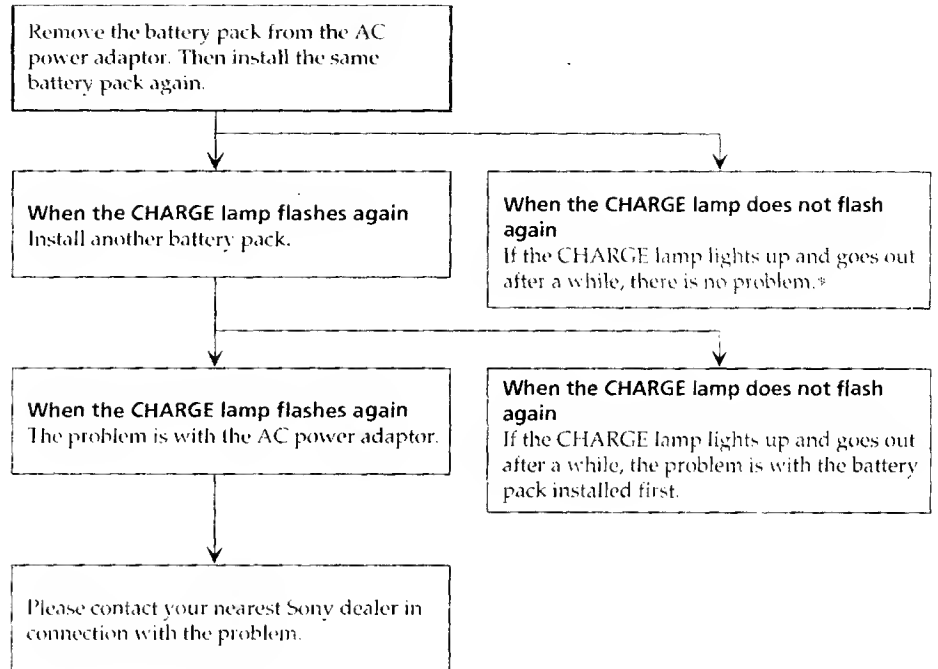 Remove the battery pack from the AC
power adaptor. Then install the same
battery pack again.
When the CHARGE lamp flashes again
Install another battery pack.
When the CHARGE lamp does not flash
again
If the CHARGE lamp lights up and goes out
after a while, there is no problem.*
When the CHARGE lamp flashes again
The problem is with the AC power adaptor.
When the CHARGE lamp does not flash
again
If the CHARGE lamp lights up and goes out
after a while, the problem is with the battery
pack installed first.
Please contact your nearest Sony dealer in
connection with the problem.